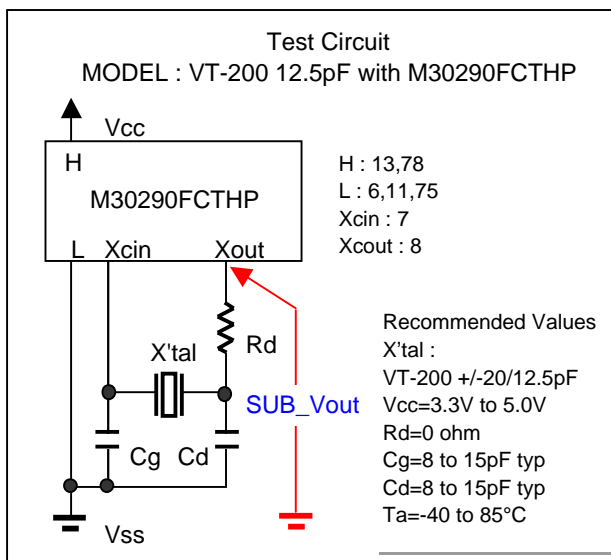 Test Circuit
MODEL : VT-200 12.5pF with M30290FCTHP
Vcc
H
M30290FCTHP
L Xcin Xout
H : 13,78
L : 6,11,75
Xcin : 7
Xcout : 8
X'tal
Rd
SUB_Vout
Cg Cd
Vss
Recommended Values
X'tal :
VT-200 +/-20/12.5pF
Vcc=3.3V to 5.0V
Rd=0 ohm
Cg=8 to 15pF typ
Cd=8 to 15pF typ
Ta=-40 to 85°C